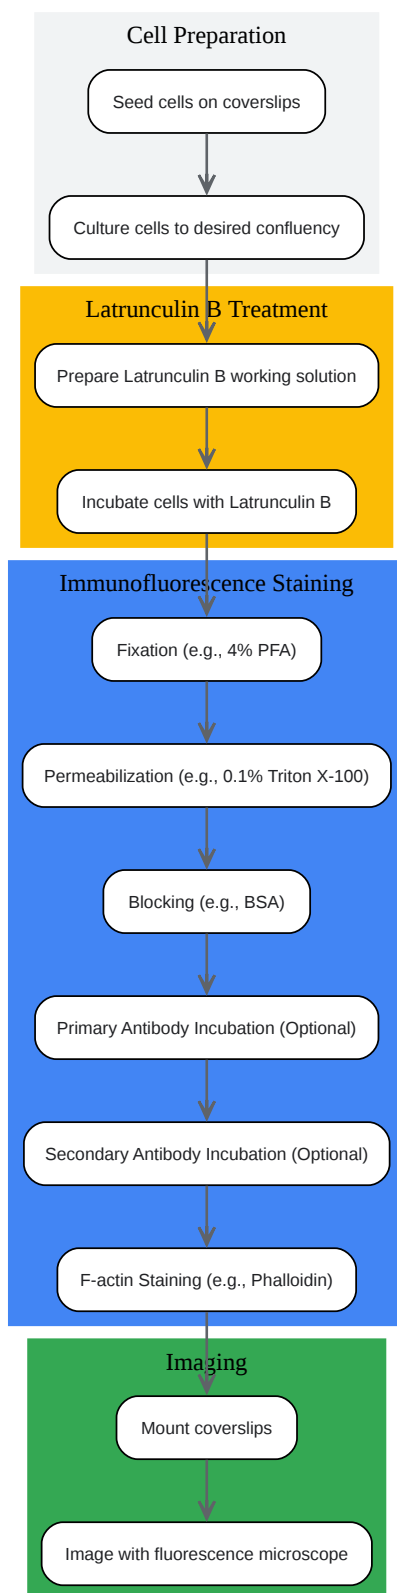 Cell Preparation
Seed cells on coverslips
Culture cells to desired confluency
Latrunculin B Treatment
Prepare Latrunculin B working solution
Incubate cells with Latrunculin B
Immunofluorescence Staining
Fixation (e.g., 4% PFA)
Permeabilization (e.g., 0.1% Triton X-100)
Blocking (e.g., BSA)
Primary Antibody Incubation (Optional)
Secondary Antibody Incubation (Optional)
F-actin Staining (e.g., Phalloidin)
Imaging
Mount coverslips
Image with fluorescence microscope